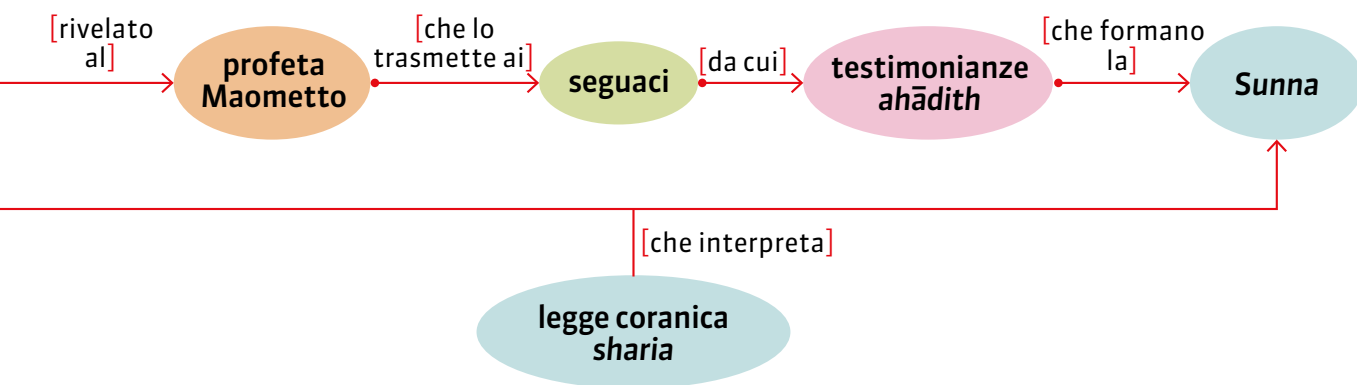 [rivelato
al]
profeta
Maometto
[che lo
trasmette ai]
seguaci
[da cui]
testimonianze
ahādith
[che formano
la]
Sunna
[che interpreta]
legge coranica
sharia